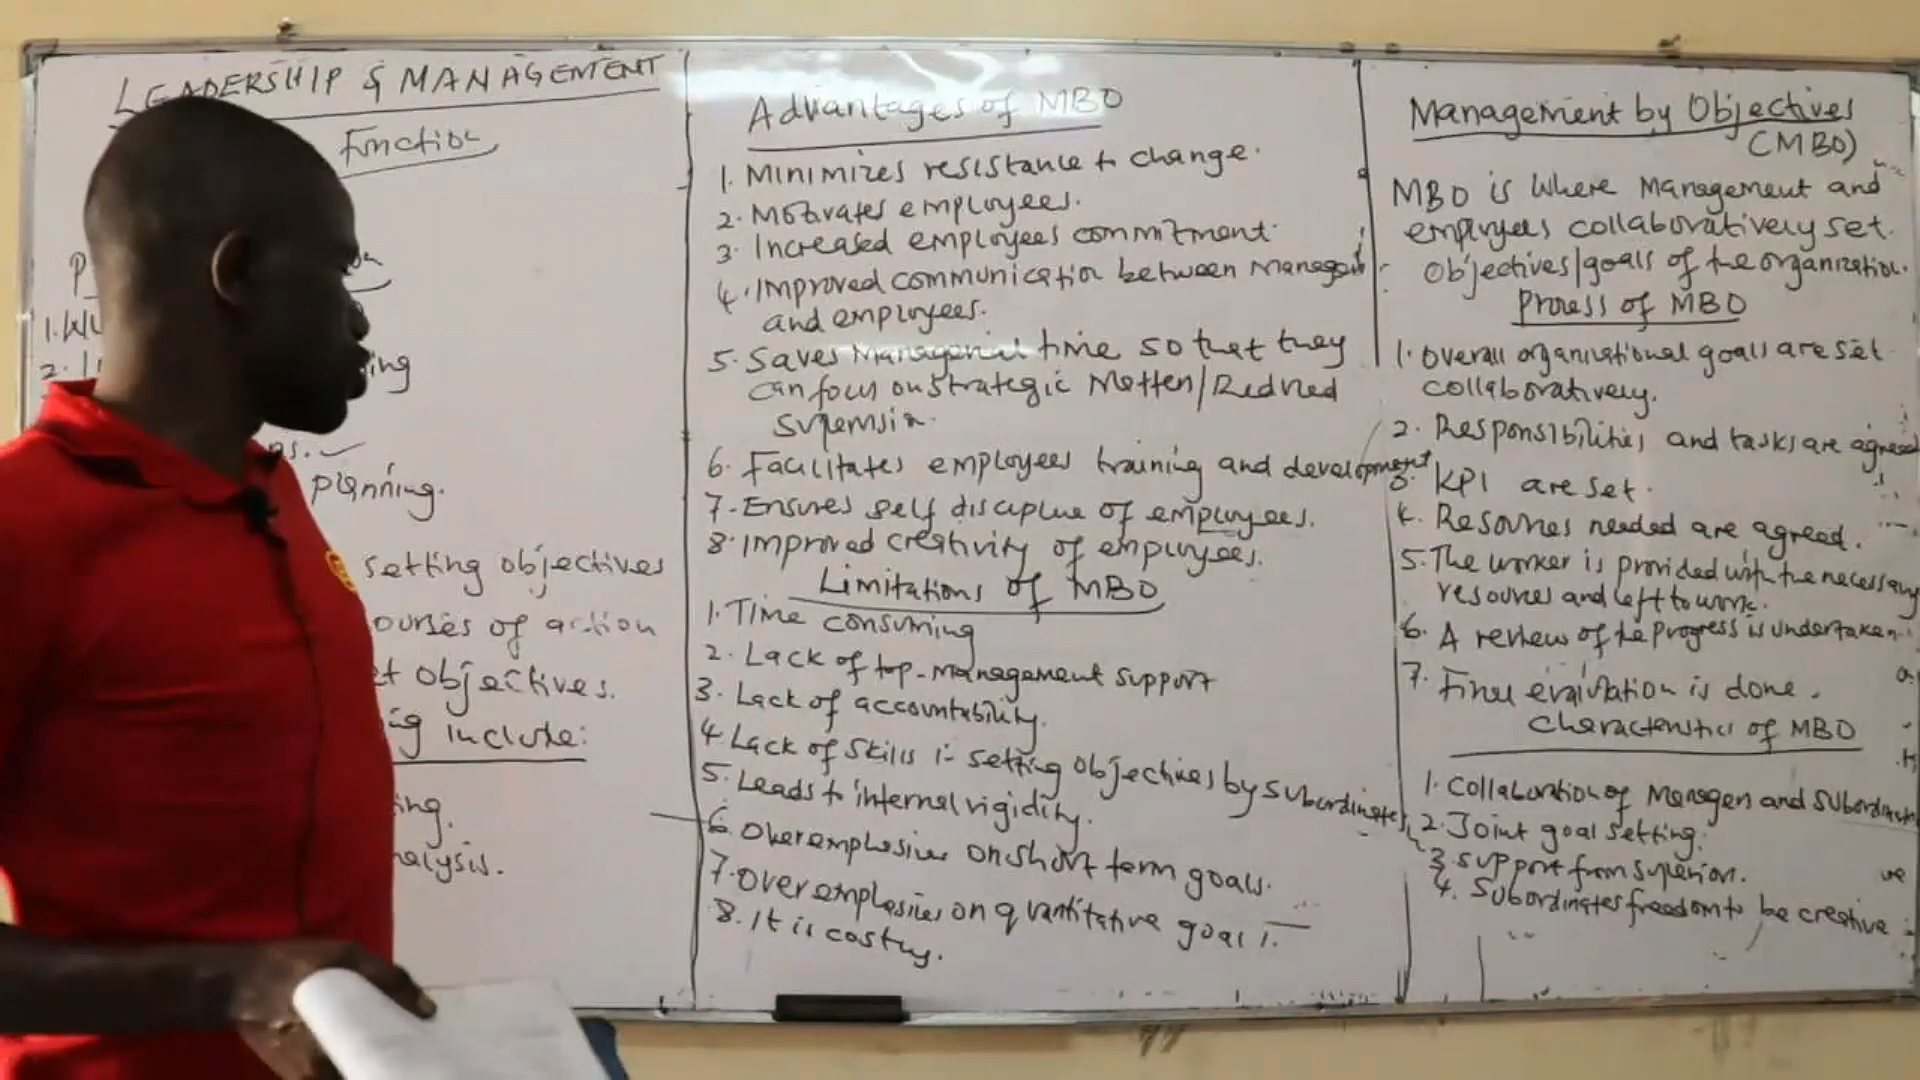 LEADERSHIP & MANAGEMENT
Function
1.
2.
ing
planning.
setting objectives
ourses of action
et objectives.
ing include:
ing.
nalysis.
Advantages of MBO
1. Minimizes resistance to change.
2. Motivates employees.
3. Increased employees commitment.
4. Improved communication between Managers
and employees.
5. Saves Managerial time so that they
can focus on strategic Matters/Reduced
supervision.
6. Facilitates employees training and development
7. Ensures self discipline of employees.
8. Improved creativity of employees.
Limitations of MBO
1. Time consuming
2. Lack of top-management support
3. Lack of accountability.
4. Lack of skills in setting objectives by subordinates
5. Leads to internal rigidity.
6. Overemphasises on short term goals.
7. Over emphasises on quantitative goals.
8. It is costly.
Management by Objectives
(MBO)
MBO is where Management and
employees collaboratively set
Objectives/goals of the organization.
Process of MBO
1. Overall organizational goals are set
collaboratively.
2. Responsibilities and tasks are agreed
3. KPI are set.
4. Resources needed are agreed.
5. The worker is provided with the necessary
resources and left to work.
6. A review of the progress is undertaken
7. Final evaluation is done.
Characteristics of MBO
1. Collaboration of Managers and subordinates
2. Joint goal setting.
3. support from superiors.
4. Subordinates freedom to be creative